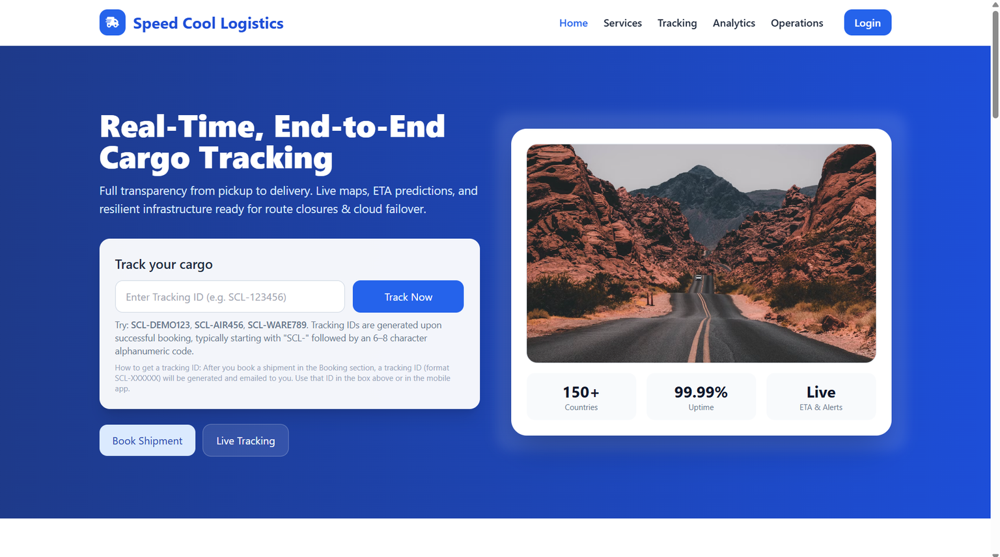 Speed Cool Logistics
Home
Services
Tracking
Analytics
Operations
Login
Real-Time, End-to-End
Cargo Tracking
Full transparency from pickup to delivery. Live maps, ETA predictions, and
resilient infrastructure ready for route closures & cloud failover.
Track your cargo
Enter Tracking ID (e.g. SCL-123456)
Track Now
Try: SCL-DEMO123, SCL-AIR456, SCL-WARE789. Tracking IDs are generated upon
successful booking, typically starting with "SCL-" followed by an 6–8 character
alphanumeric code.
How to get a tracking ID: After you book a shipment in the Booking section, a tracking ID (format
SCL-XXXXXX) will be generated and emailed to you. Use that ID in the box above or in the mobile
app.
Book Shipment
Live Tracking
150+
Countries
99.99%
Uptime
Live
ETA & Alerts